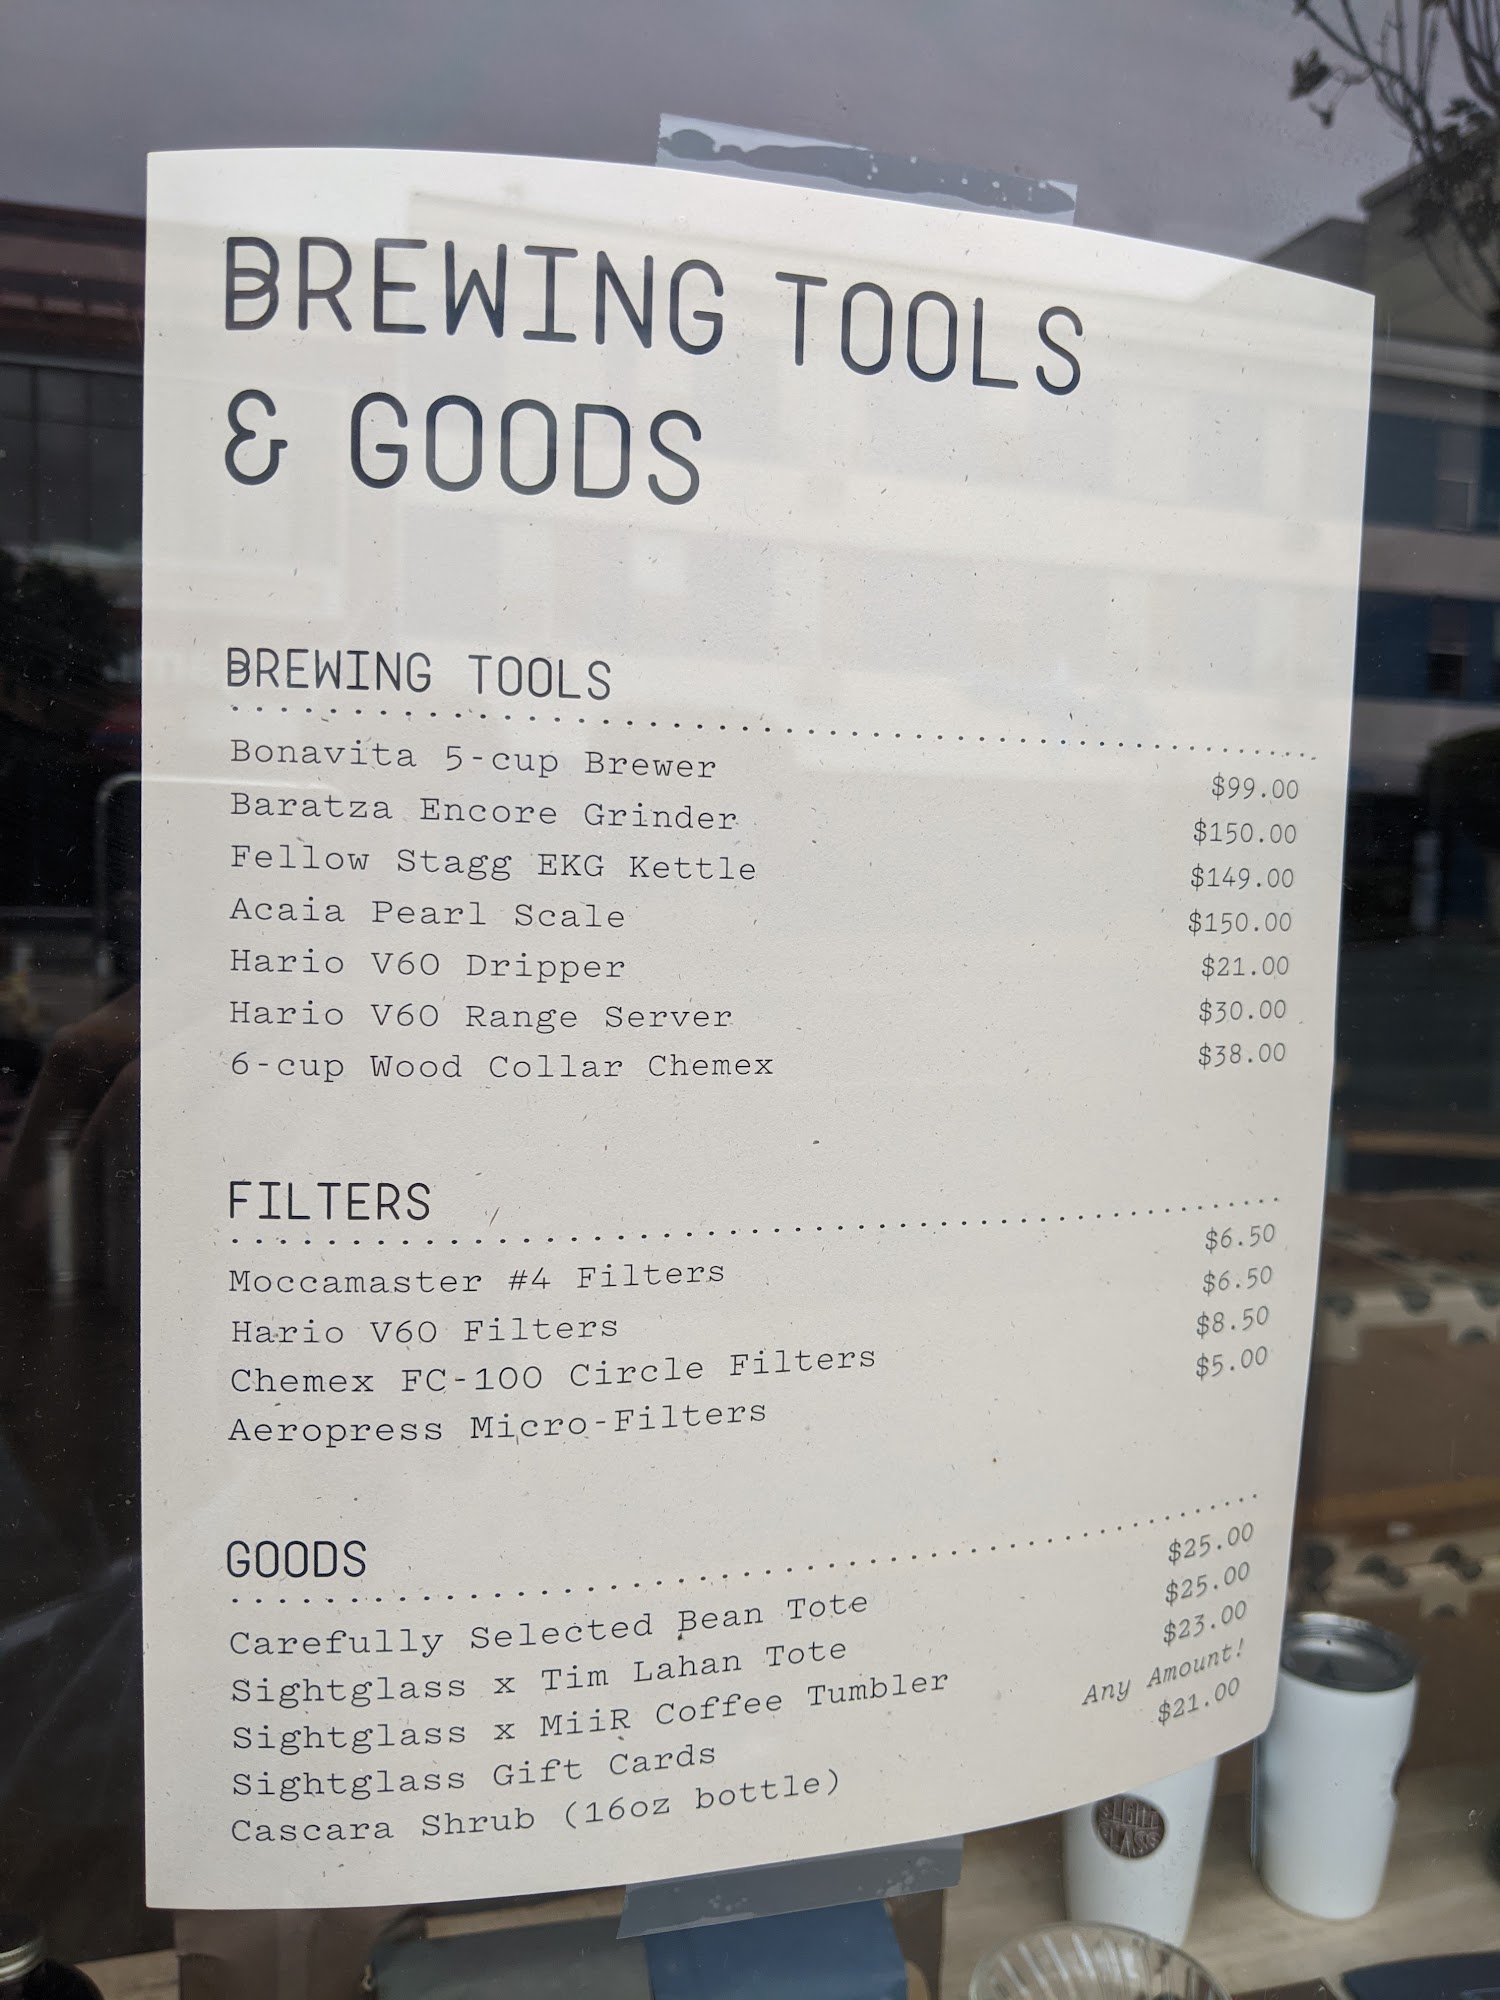 BREWING TOOLS
& GOODS
BREWING TOOLS
Bonavita 5-cup Brewer $99.00
Baratza Encore Grinder $150.00
Fellow Stagg EKG Kettle $149.00
Acaia Pearl Scale $150.00
Hario V60 Dripper $21.00
Hario V60 Range Server $30.00
6-cup Wood Collar Chemex $38.00
FILTERS
Moccamaster #4 Filters $6.50
Hario V60 Filters $6.50
Chemex FC-100 Circle Filters $8.50
Aeropress Micro-Filters $5.00
GOODS
Carefully Selected Bean Tote $25.00
Sightglass x Tim Lahan Tote $25.00
Sightglass x MiiR Coffee Tumbler $23.00
Sightglass Gift Cards Any Amount!
Cascara Shrub (16oz bottle) $21.00
SIGHT
GLASS